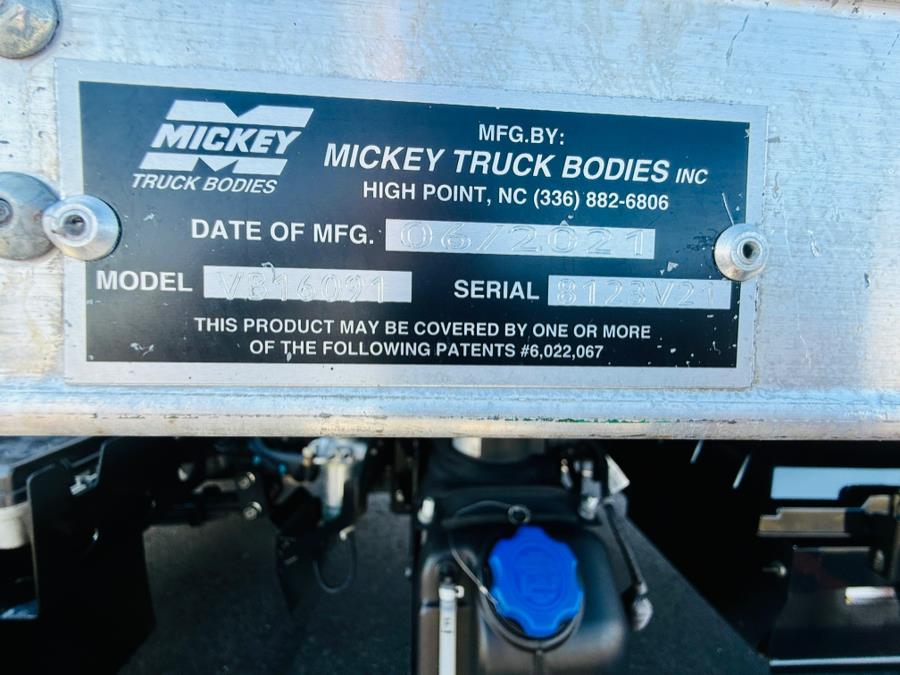 MICKEY
TRUCK BODIES
MFG.BY:
MICKEY TRUCK BODIES INC
HIGH POINT, NC (336) 882-6806
DATE OF MFG. 06/2021
MODEL VB16091 SERIAL 8123V21
THIS PRODUCT MAY BE COVERED BY ONE OR MORE
OF THE FOLLOWING PATENTS #6,022,067